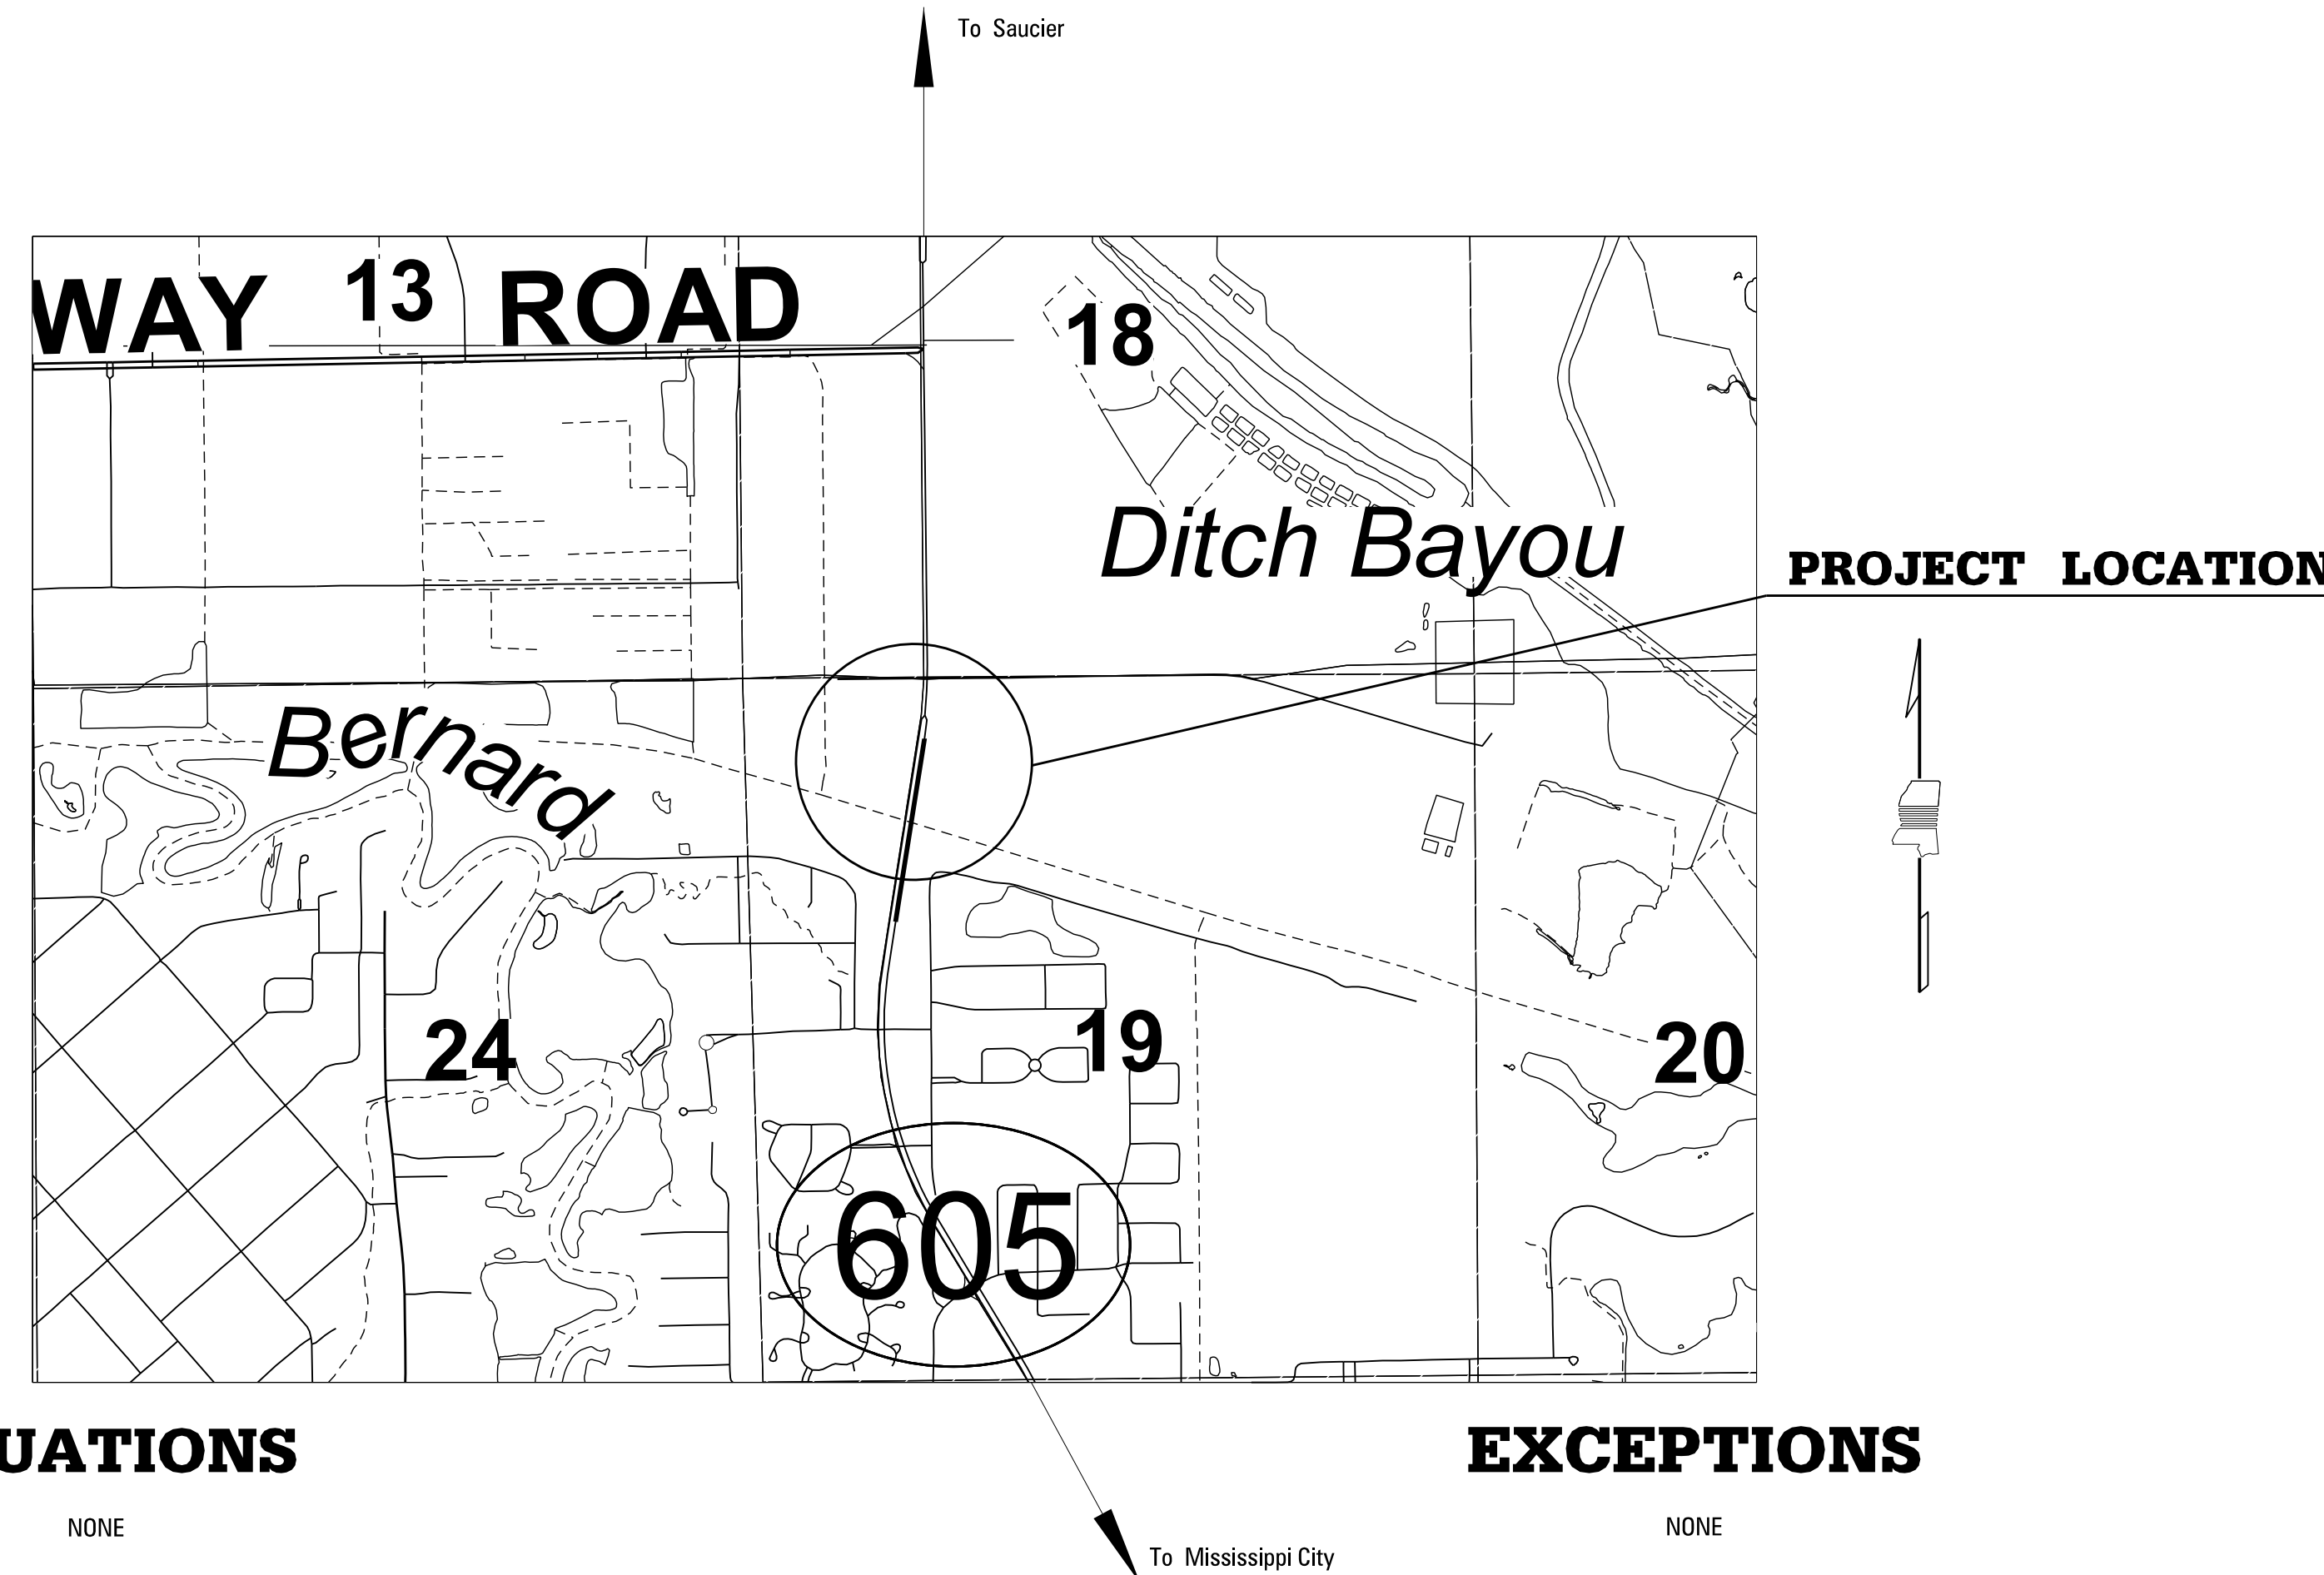 To Saucier
WAY 13 ROAD
18
Ditch Bayou
PROJECT LOCATION
Bernard
24
19
20
605
UATIONS
EXCEPTIONS
NONE
NONE
To Mississippi City